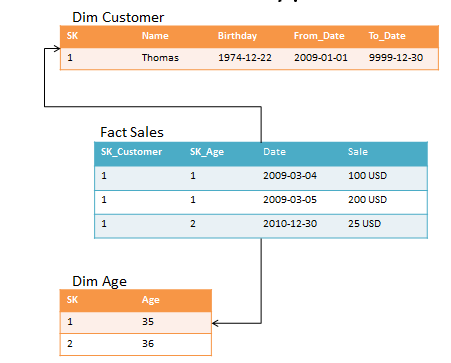 Dim Customer
SK Name Birthday From_Date To_Date
1 Thomas 1974-12-22 2009-01-01 9999-12-30
Fact Sales
SK_Customer SK_Age Date Sale
1 1 2009-03-04 100 USD
1 1 2009-03-05 200 USD
1 2 2010-12-30 25 USD
Dim Age
SK Age
1 35
2 36